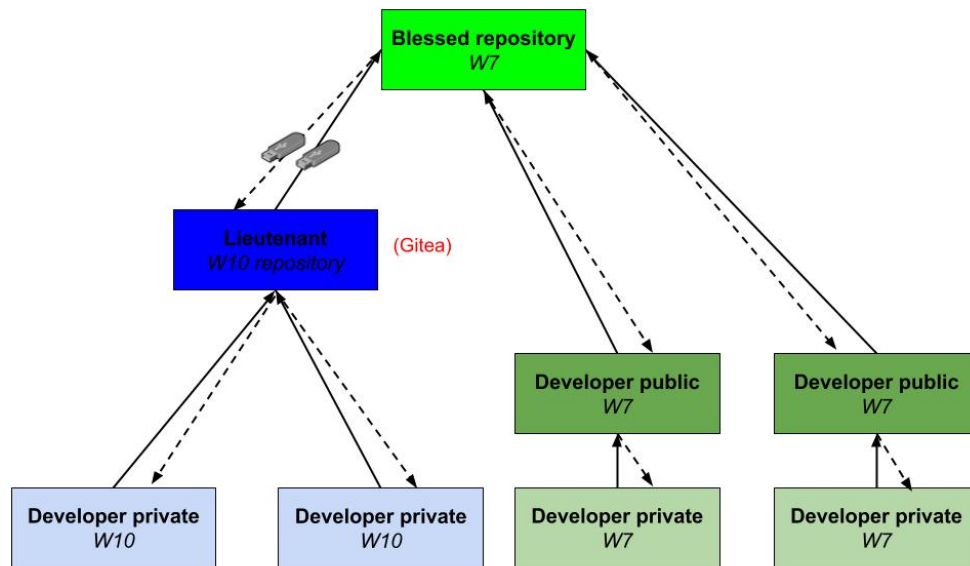 Blessed repository
W7
Lieutenant
W10 repository
(Gitea)
Developer public
W7
Developer public
W7
Developer private
W10
Developer private
W10
Developer private
W7
Developer private
W7